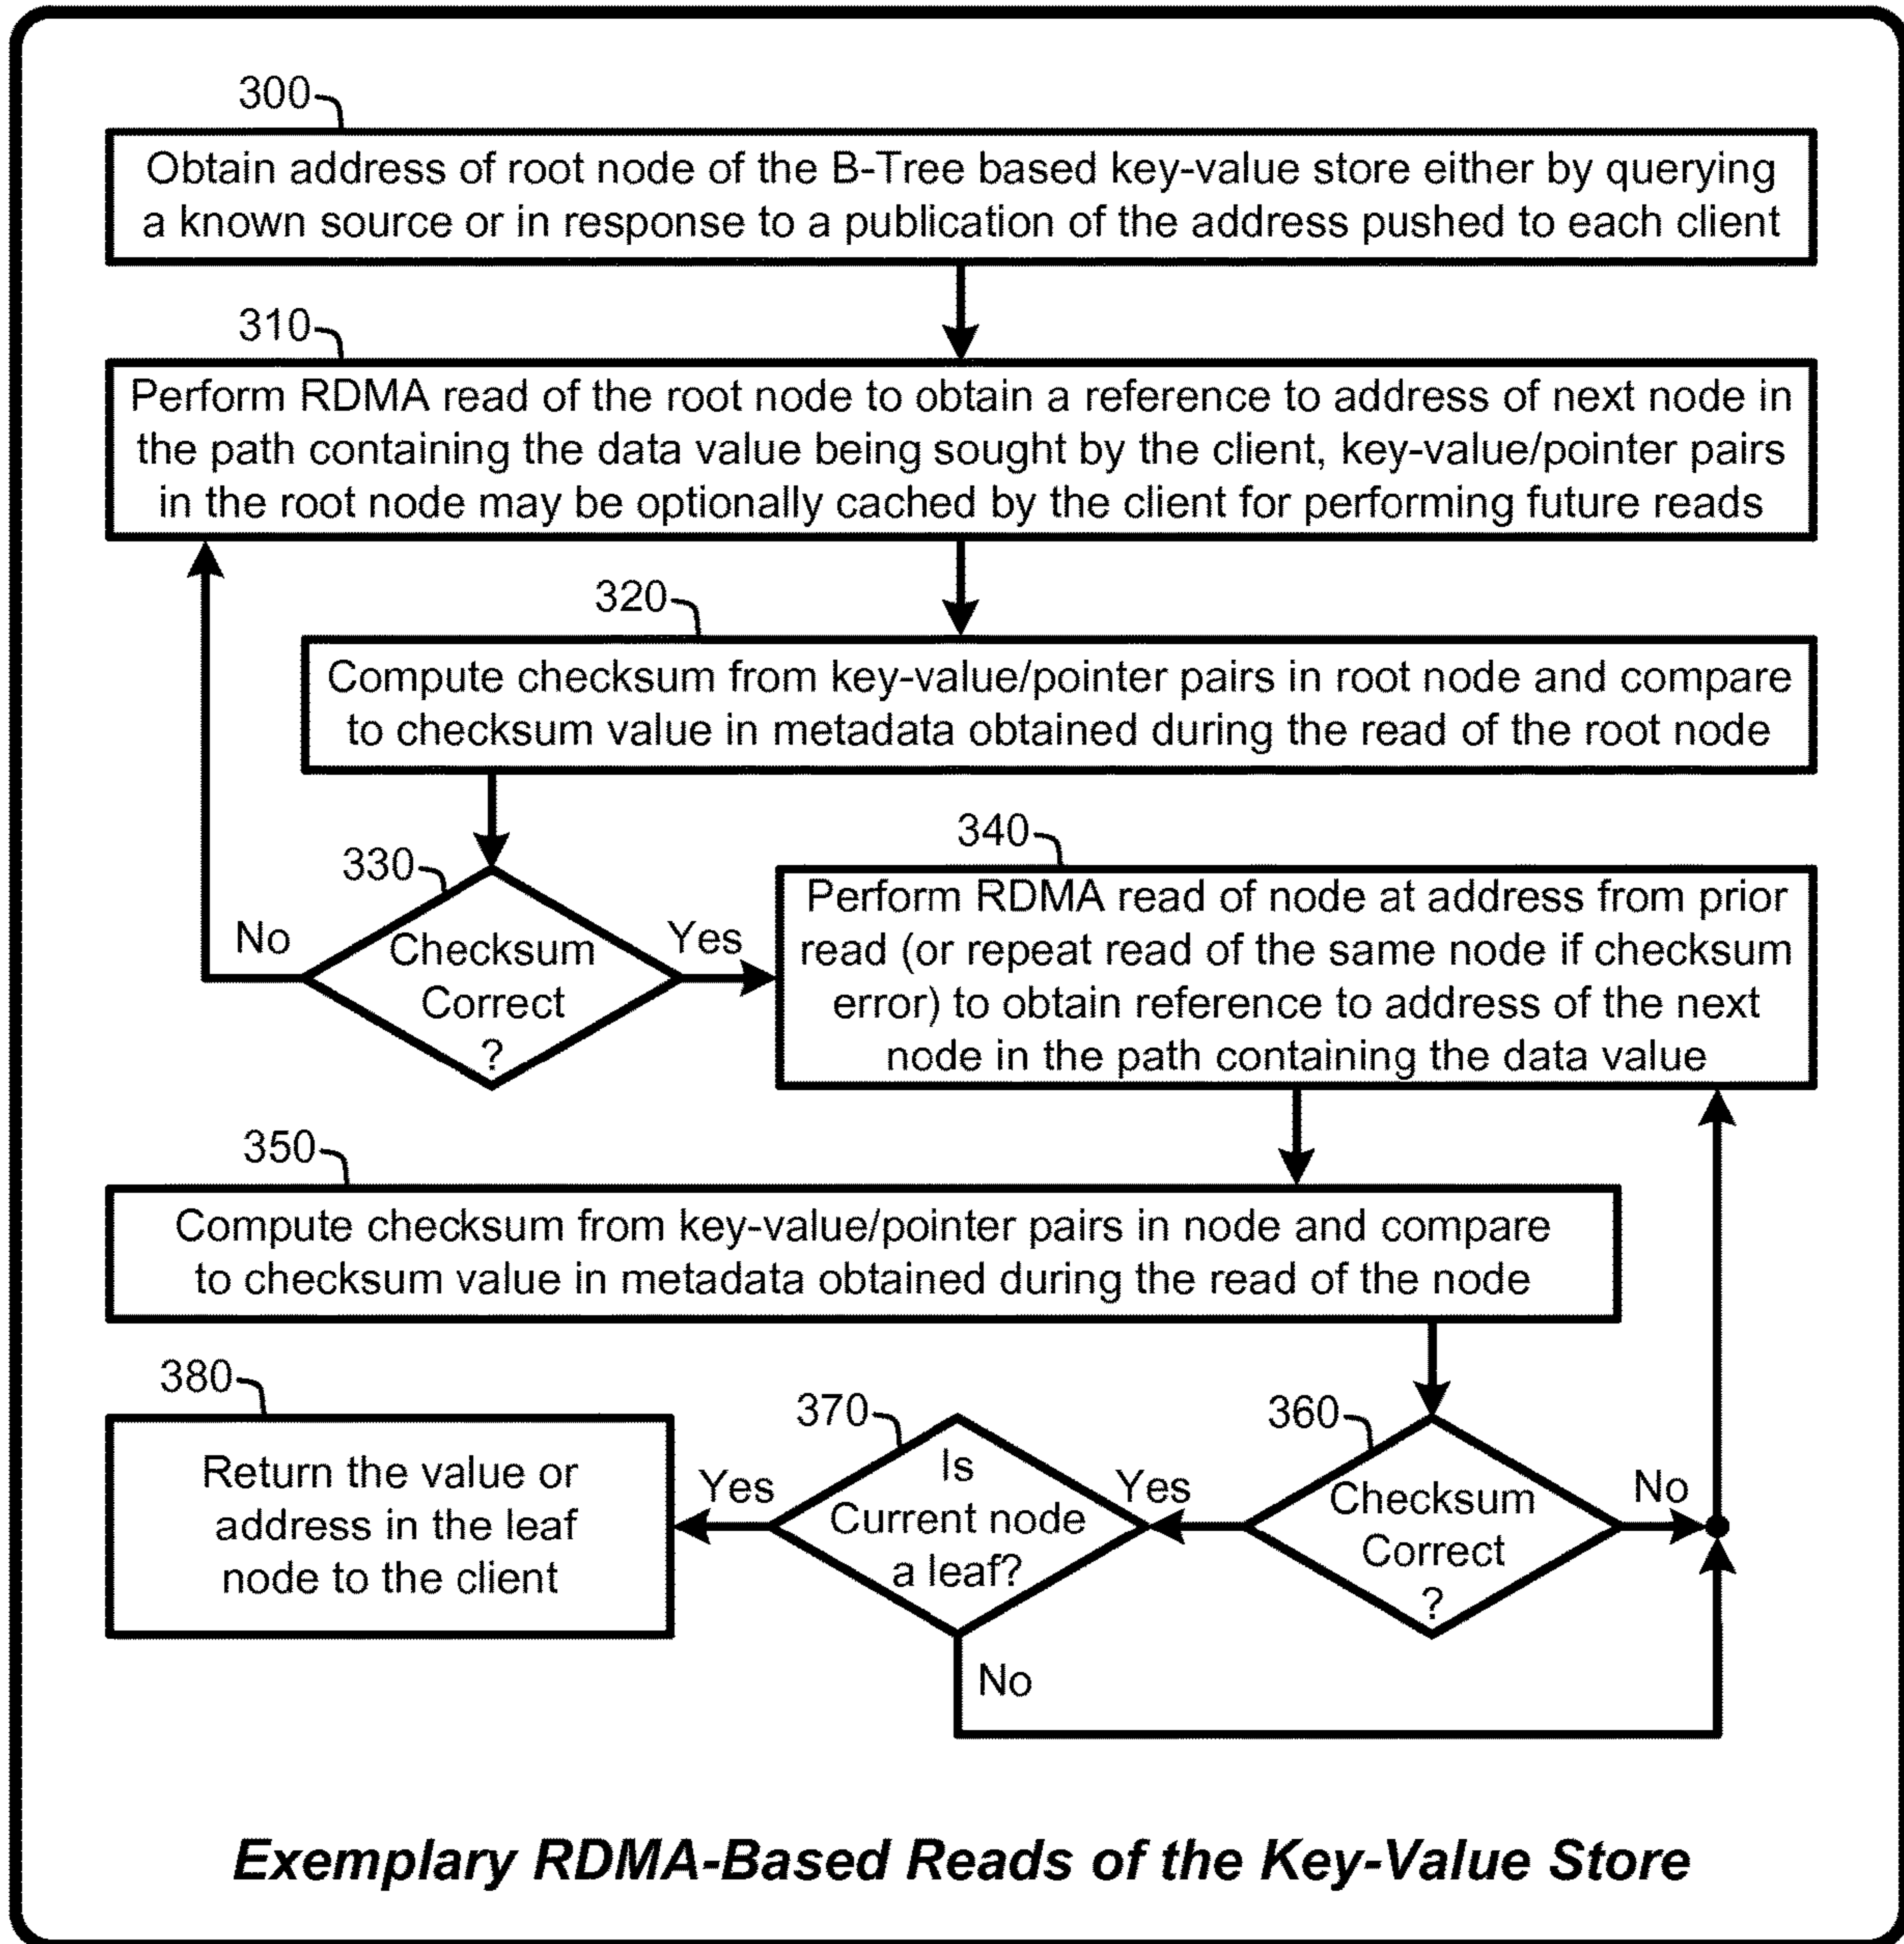 300
Obtain address of root node of the B-Tree based key-value store either by querying
a known source or in response to a publication of the address pushed to each client
310
Perform RDMA read of the root node to obtain a reference to address of next node in
the path containing the data value being sought by the client, key-value/pointer pairs
in the root node may be optionally cached by the client for performing future reads
320
Compute checksum from key-value/pointer pairs in root node and compare
to checksum value in metadata obtained during the read of the root node
330
No
Checksum
Correct
?
Yes
340
Perform RDMA read of node at address from prior
read (or repeat read of the same node if checksum
error) to obtain reference to address of the next
node in the path containing the data value
350
Compute checksum from key-value/pointer pairs in node and compare
to checksum value in metadata obtained during the read of the node
360
Checksum
Correct
?
No
Yes
370
Is
Current node
a leaf?
Yes
No
380
Return the value or
address in the leaf
node to the client
Exemplary RDMA-Based Reads of the Key-Value Store